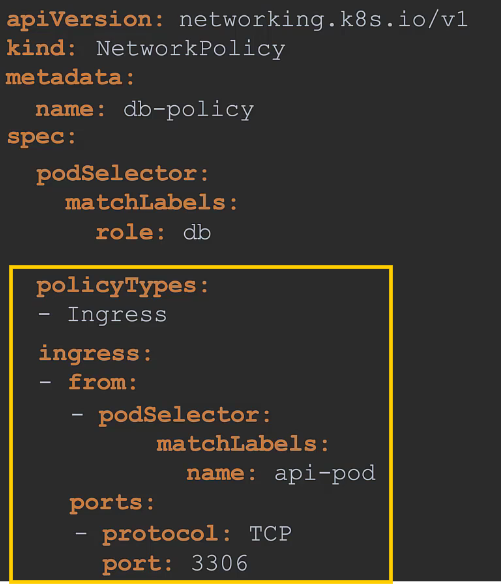 apiVersion: networking.k8s.io/v1
kind: NetworkPolicy
metadata:
  name: db-policy
spec:
  podSelector:
    matchLabels:
      role: db
  policyTypes:
  - Ingress
  ingress:
  - from:
    - podSelector:
        matchLabels:
          name: api-pod
    ports:
    - protocol: TCP
      port: 3306